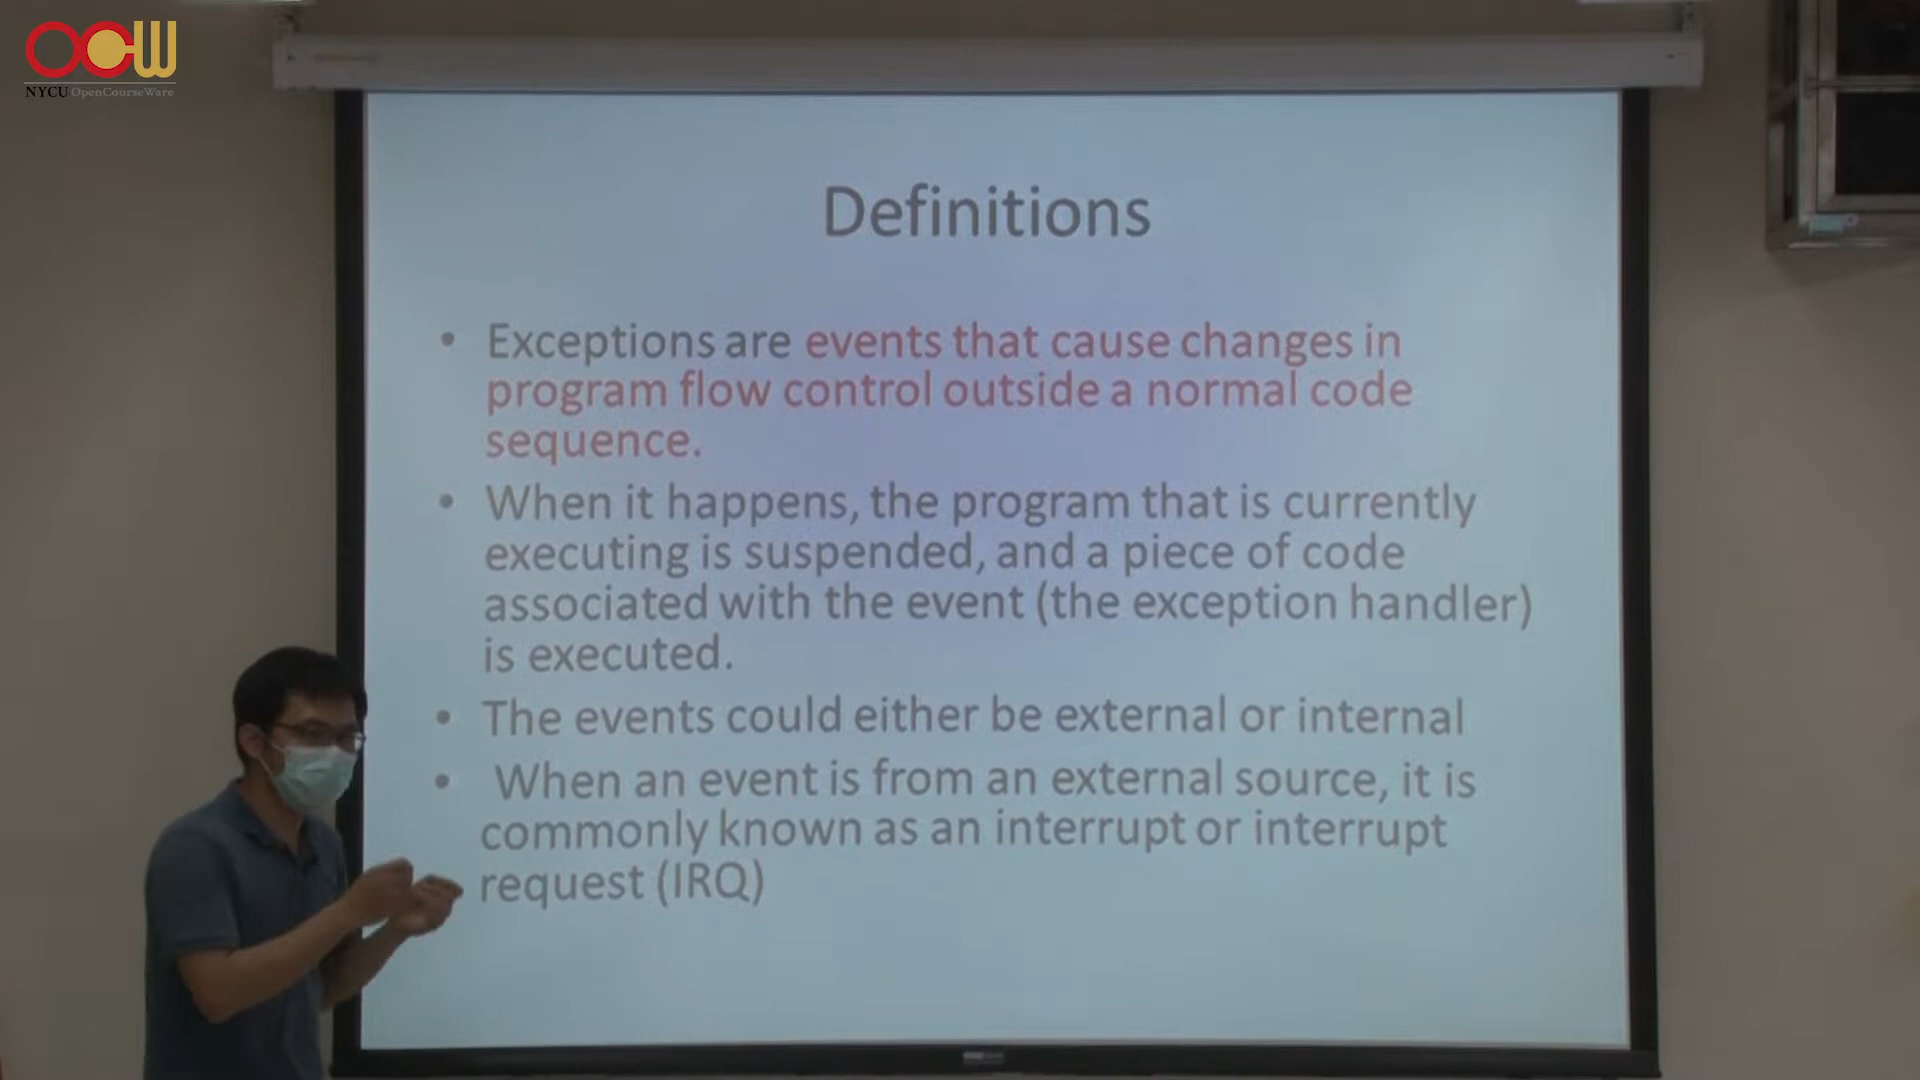 OCW
NYCU OpenCourseWare
Definitions
• Exceptions are events that cause changes in
program flow control outside a normal code
sequence.
• When it happens, the program that is currently
executing is suspended, and a piece of code
associated with the event (the exception handler)
is executed.
• The events could either be external or internal
• When an event is from an external source, it is
commonly known as an interrupt or interrupt
request (IRQ)